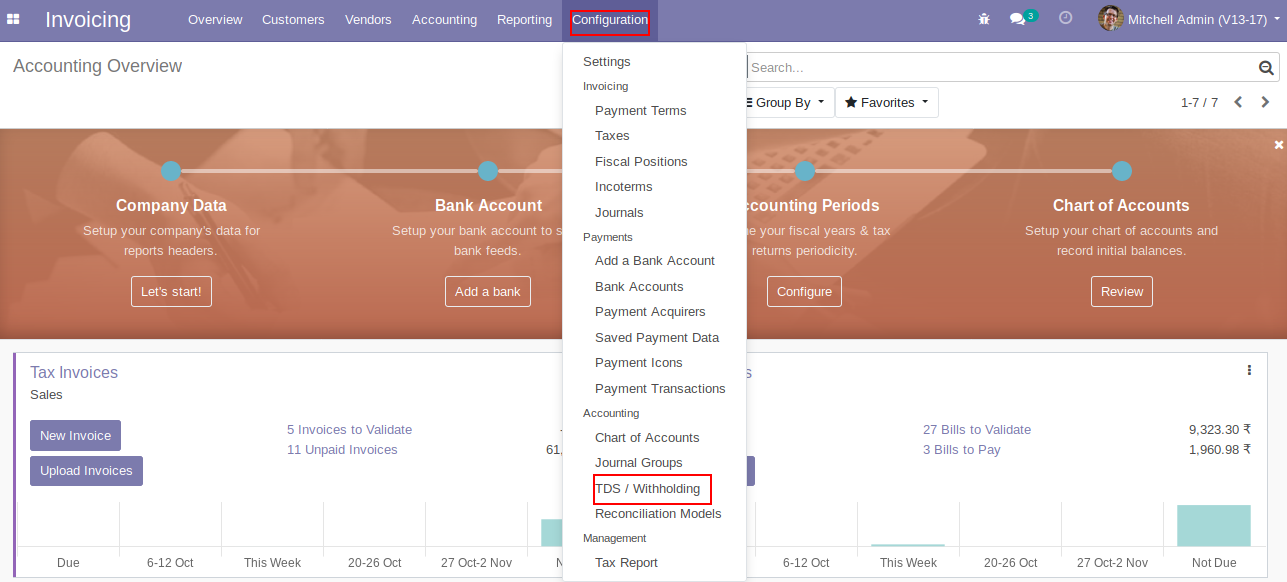 Invoicing
Overview
Customers
Vendors
Accounting
Reporting
Configuration
3
Mitchell Admin (V13-17)
Accounting Overview
Search...
Group By
Favorites
1-7 / 7
Settings
Invoicing
Payment Terms
Taxes
Fiscal Positions
Incoterms
Journals
Payments
Add a Bank Account
Bank Accounts
Payment Acquirers
Saved Payment Data
Payment Icons
Payment Transactions
Accounting
Chart of Accounts
Journal Groups
TDS / Withholding
Reconciliation Models
Management
Tax Report
Company Data
Setup your company's data for
reports headers.
Let's start!
Bank Account
Setup your bank account to s
bank feeds.
Add a bank
ccounting Periods
ne your fiscal years & tax
returns periodicity.
Configure
Chart of Accounts
Setup your chart of accounts and
record initial balances.
Review
Tax Invoices
Sales
New Invoice
Upload Invoices
5 Invoices to Validate
11 Unpaid Invoices
61,
Due
6-12 Oct
This Week
20-26 Oct
27 Oct-2 Nov
N
s
27 Bills to Validate
9,323.30 ₹
3 Bills to Pay
1,960.98 ₹
6-12 Oct
This Week
20-26 Oct
27 Oct-2 Nov
Not Due